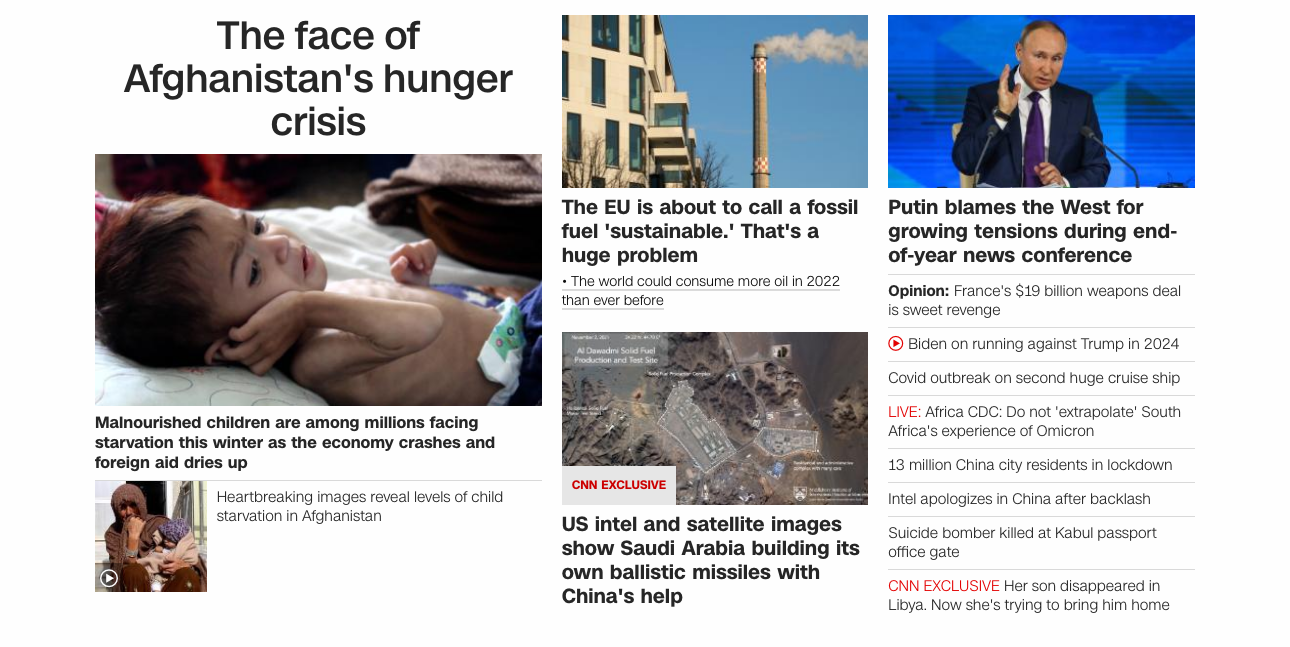 The face of
Afghanistan's hunger
crisis
Malnourished children are among millions facing
starvation this winter as the economy crashes and
foreign aid dries up
Heartbreaking images reveal levels of child
starvation in Afghanistan
The EU is about to call a fossil
fuel 'sustainable.' That's a
huge problem
• The world could consume more oil in 2022
than ever before
November 2, 2021
Al Dawadmi Solid Fuel
Production and Test Site
Solid Fuel Production Complex
Residential and administrative
CNN EXCLUSIVE
US intel and satellite images
show Saudi Arabia building its
own ballistic missiles with
China's help
Putin blames the West for
growing tensions during end-
of-year news conference
Opinion: France's $19 billion weapons deal
is sweet revenge
Biden on running against Trump in 2024
Covid outbreak on second huge cruise ship
LIVE: Africa CDC: Do not 'extrapolate' South
Africa's experience of Omicron
13 million China city residents in lockdown
Intel apologizes in China after backlash
Suicide bomber killed at Kabul passport
office gate
CNN EXCLUSIVE Her son disappeared in
Libya. Now she's trying to bring him home